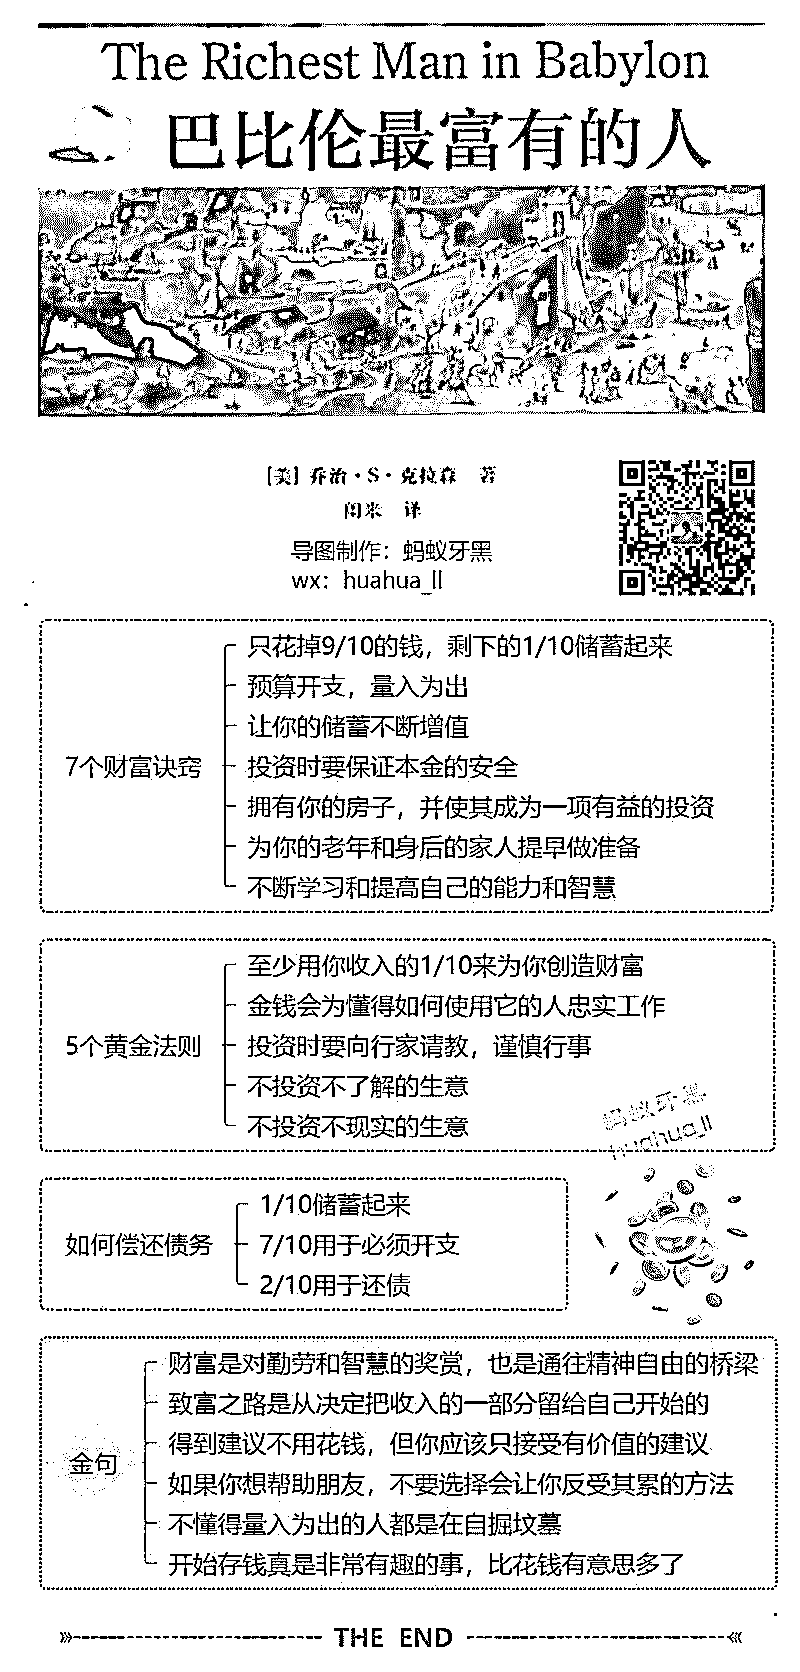 The Richest Man in Babylon
巴比伦最富有的人
[美] 乔治·S·克拉森 著
闾来 译
导图制作：蚂蚁牙黑
wx：huahua_ll
7个财富诀窍
只花掉9/10的钱，剩下的1/10储蓄起来
预算开支，量入为出
让你的储蓄不断增值
投资时要保证本金的安全
拥有你的房子，并使其成为一项有益的投资
为你的老年和身后的家人提早做准备
不断学习和提高自己的能力和智慧
5个黄金法则
至少用你收入的1/10来为你创造财富
金钱会为懂得如何使用它的人忠实工作
投资时要向行家请教，谨慎行事
不投资不了解的生意
不投资不现实的生意
蚂蚁牙黑
huahua_ll
如何偿还债务
1/10储蓄起来
7/10用于必须开支
2/10用于还债
金句
财富是对勤劳和智慧的奖赏，也是通往精神自由的桥梁
致富之路是从决定把收入的一部分留给自己开始的
得到建议不用花钱，但你应该只接受有价值的建议
如果你想帮助朋友，不要选择会让你反受其累的方法
不懂得量入为出的人都是在自掘坟墓
开始存钱真是非常有趣的事，比花钱有意思多了
THE END